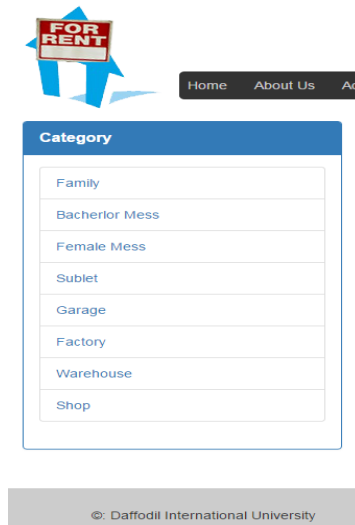 FOR
RENT
Home About Us
Category
Family
Bacherlor Mess
Female Mess
Sublet
Garage
Factory
Warehouse
Shop
©: Daffodil International University